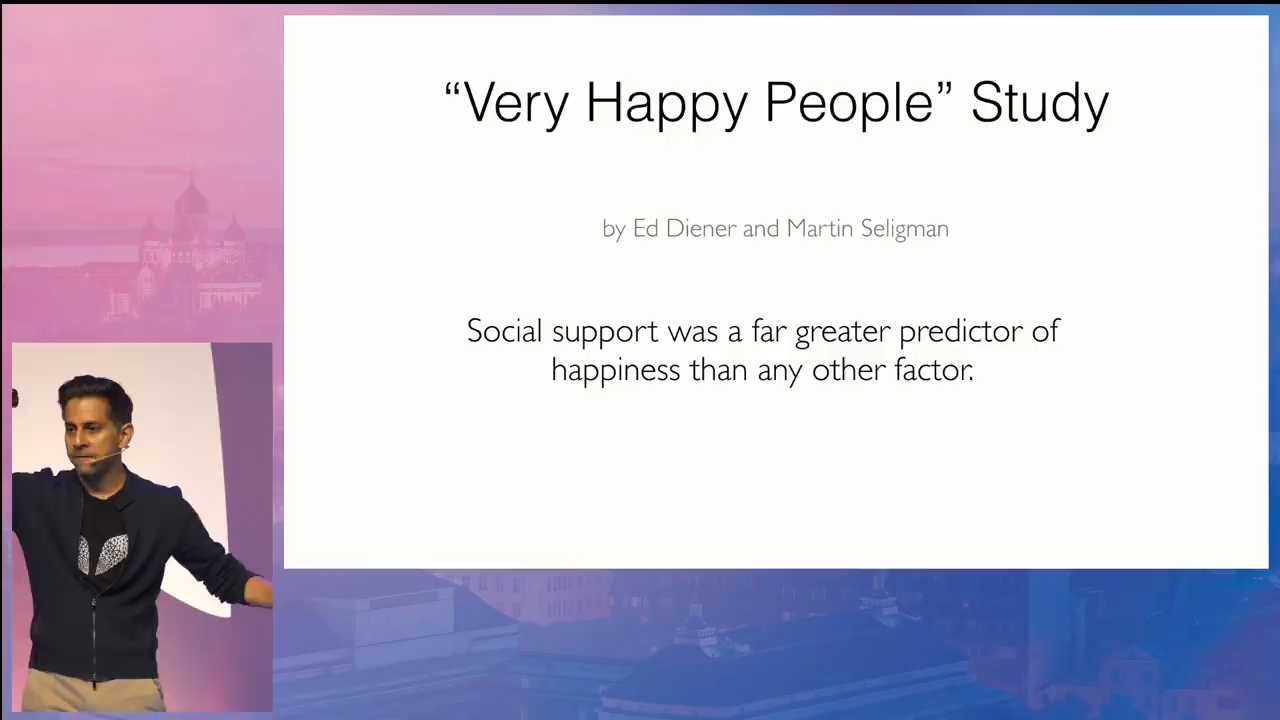 “Very Happy People” Study
by Ed Diener and Martin Seligman
Social support was a far greater predictor of
happiness than any other factor.